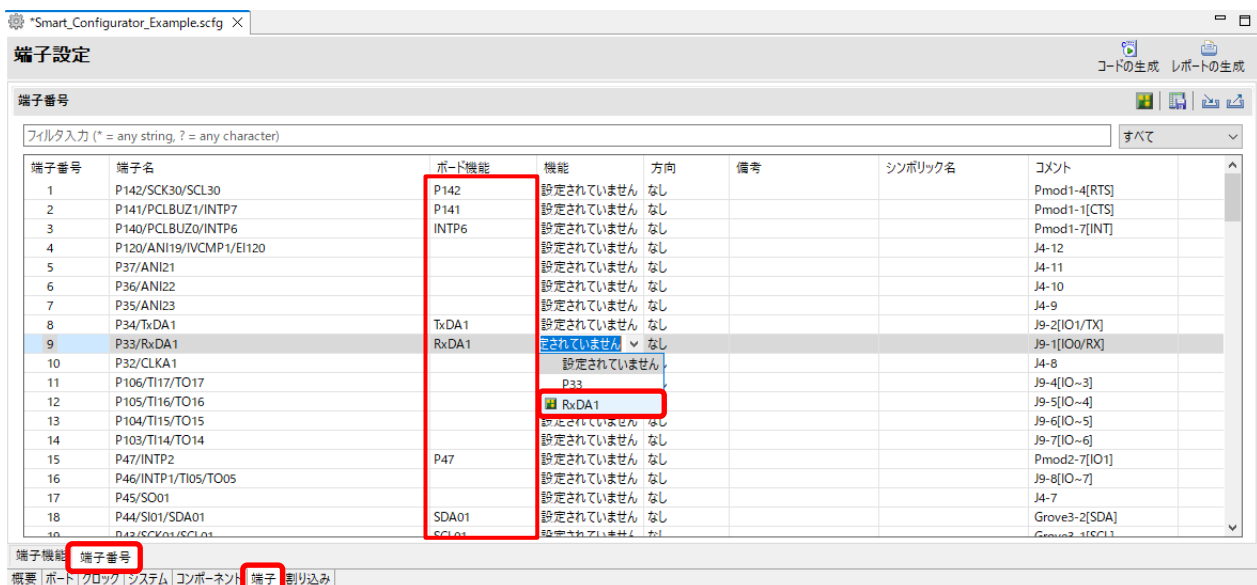 *Smart_Configurator_Example.scfg
端子設定
コードの生成 レポートの生成
端子番号
フィルタ入力 (* = any string, ? = any character) すべて
端子番号 端子名 ボード機能 機能 方向 備考 シンボリック名 コメント
1 P142/SCK30/SCL30 P142 設定されていません なし Pmod1-4[RTS]
2 P141/PCLBUZ1/INTP7 P141 設定されていません なし Pmod1-1[CTS]
3 P140/PCLBUZ0/INTP6 INTP6 設定されていません なし Pmod1-7[INT]
4 P120/ANI19/IVCMP1/EI120 設定されていません なし J4-12
5 P37/ANI21 設定されていません なし J4-11
6 P36/ANI22 設定されていません なし J4-10
7 P35/ANI23 設定されていません なし J4-9
8 P34/TxDA1 TxDA1 設定されていません なし J9-2[IO1/TX]
9 P33/RxDA1 RxDA1 定されていません なし J9-1[IO0/RX]
10 P32/CLKA1 設定されていません J4-8
11 P106/TI17/TO17 P33 J9-4[IO~3]
12 P105/TI16/TO16 RxDA1 J9-5[IO~4]
13 P104/TI15/TO15 設定されていません なし J9-6[IO~5]
14 P103/TI14/TO14 設定されていません なし J9-7[IO~6]
15 P47/INTP2 P47 設定されていません なし Pmod2-7[IO1]
16 P46/INTP1/TI05/TO05 設定されていません なし J9-8[IO~7]
17 P45/SO01 設定されていません なし J4-7
18 P44/SI01/SDA01 SDA01 設定されていません なし Grove3-2[SDA]
19 P43/SCK01/SCL01 SCL01 設定されていません なし Grove3-1[SCL]
端子機能 端子番号
概要 ボード クロック システム コンポーネント 端子 割り込み